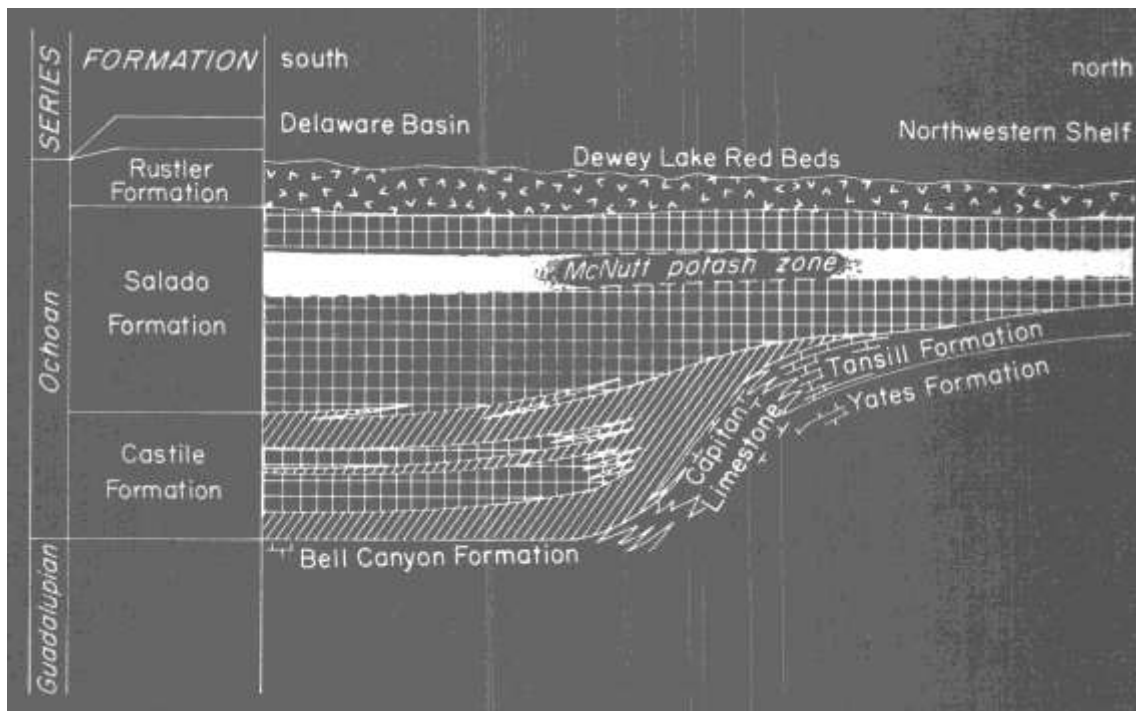 SERIES
FORMATION
south
north
Delaware Basin
Northwestern Shelf
Dewey Lake Red Beds
Rustler
Formation
McNutt potash zone
Salado
Formation
Ochoan
Tansill Formation
Yates Formation
Capitan
Limestone
Castile
Formation
Bell Canyon Formation
Guadalupian